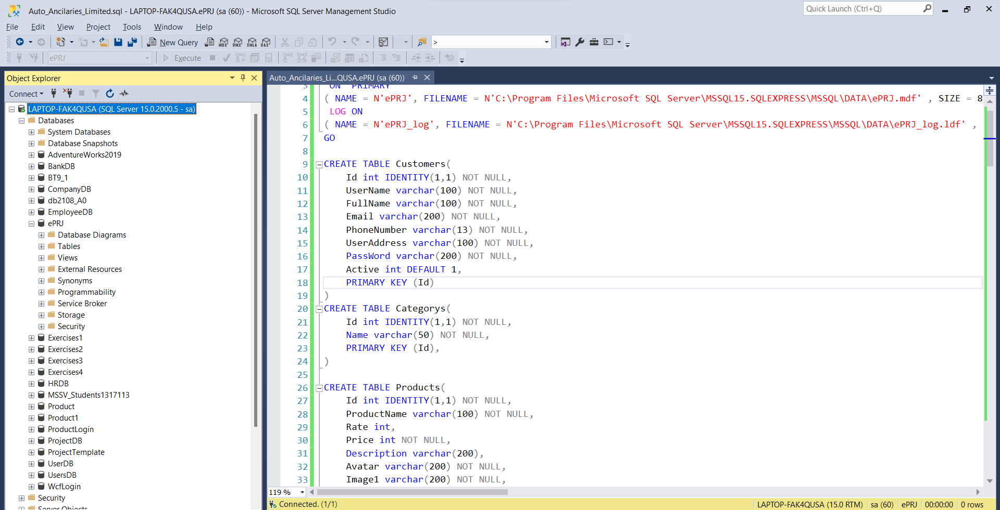 Auto_Ancilaries_Limited.sql - LAPTOP-FAK4QUSA.ePRJ (sa (60)) - Microsoft SQL Server Management Studio
Quick Launch (Ctrl+Q)
File Edit View Project Tools Window Help
New Query MDX DMX XMLA DAX >
ePRJ Execute
Object Explorer
Connect
LAPTOP-FAK4QUSA (SQL Server 15.0.2000.5 - sa)
Databases
System Databases
Database Snapshots
AdventureWorks2019
BankDB
BT9_1
CompanyDB
db2108_A0
EmployeeDB
ePRJ
Database Diagrams
Tables
Views
External Resources
Synonyms
Programmability
Service Broker
Storage
Security
Exercises1
Exercises2
Exercises3
Exercises4
HRDB
MSSV_Students1317113
Product
Product1
ProductLogin
ProjectDB
ProjectTemplate
UserDB
UsersDB
WcfLogin
Security
Server Objects
Auto_Ancilaries_Li...QUSA.ePRJ (sa (60))
3 ON PRIMARY
4 ( NAME = N'ePRJ', FILENAME = N'C:\Program Files\Microsoft SQL Server\MSSQL15.SQLEXPRESS\MSSQL\DATA\ePRJ.mdf' , SIZE = 8
5 LOG ON
6 ( NAME = N'ePRJ_log', FILENAME = N'C:\Program Files\Microsoft SQL Server\MSSQL15.SQLEXPRESS\MSSQL\DATA\ePRJ_log.ldf' ,
7 GO
8
9 CREATE TABLE Customers(
10 Id int IDENTITY(1,1) NOT NULL,
11 UserName varchar(100) NOT NULL,
12 FullName varchar(100) NOT NULL,
13 Email varchar(200) NOT NULL,
14 PhoneNumber varchar(13) NOT NULL,
15 UserAddress varchar(100) NOT NULL,
16 PassWord varchar(200) NOT NULL,
17 Active int DEFAULT 1,
18 PRIMARY KEY (Id)
19 )
20 CREATE TABLE Categorys(
21 Id int IDENTITY(1,1) NOT NULL,
22 Name varchar(50) NOT NULL,
23 PRIMARY KEY (Id),
24 )
25
26 CREATE TABLE Products(
27 Id int IDENTITY(1,1) NOT NULL,
28 ProductName varchar(100) NOT NULL,
29 Rate int,
30 Price int NOT NULL,
31 Description varchar(200),
32 Avatar varchar(200) NOT NULL,
33 Image1 varchar(200) NOT NULL,
119 %
Connected. (1/1)
LAPTOP-FAK4QUSA (15.0 RTM) sa (60) ePRJ 00:00:00 0 rows